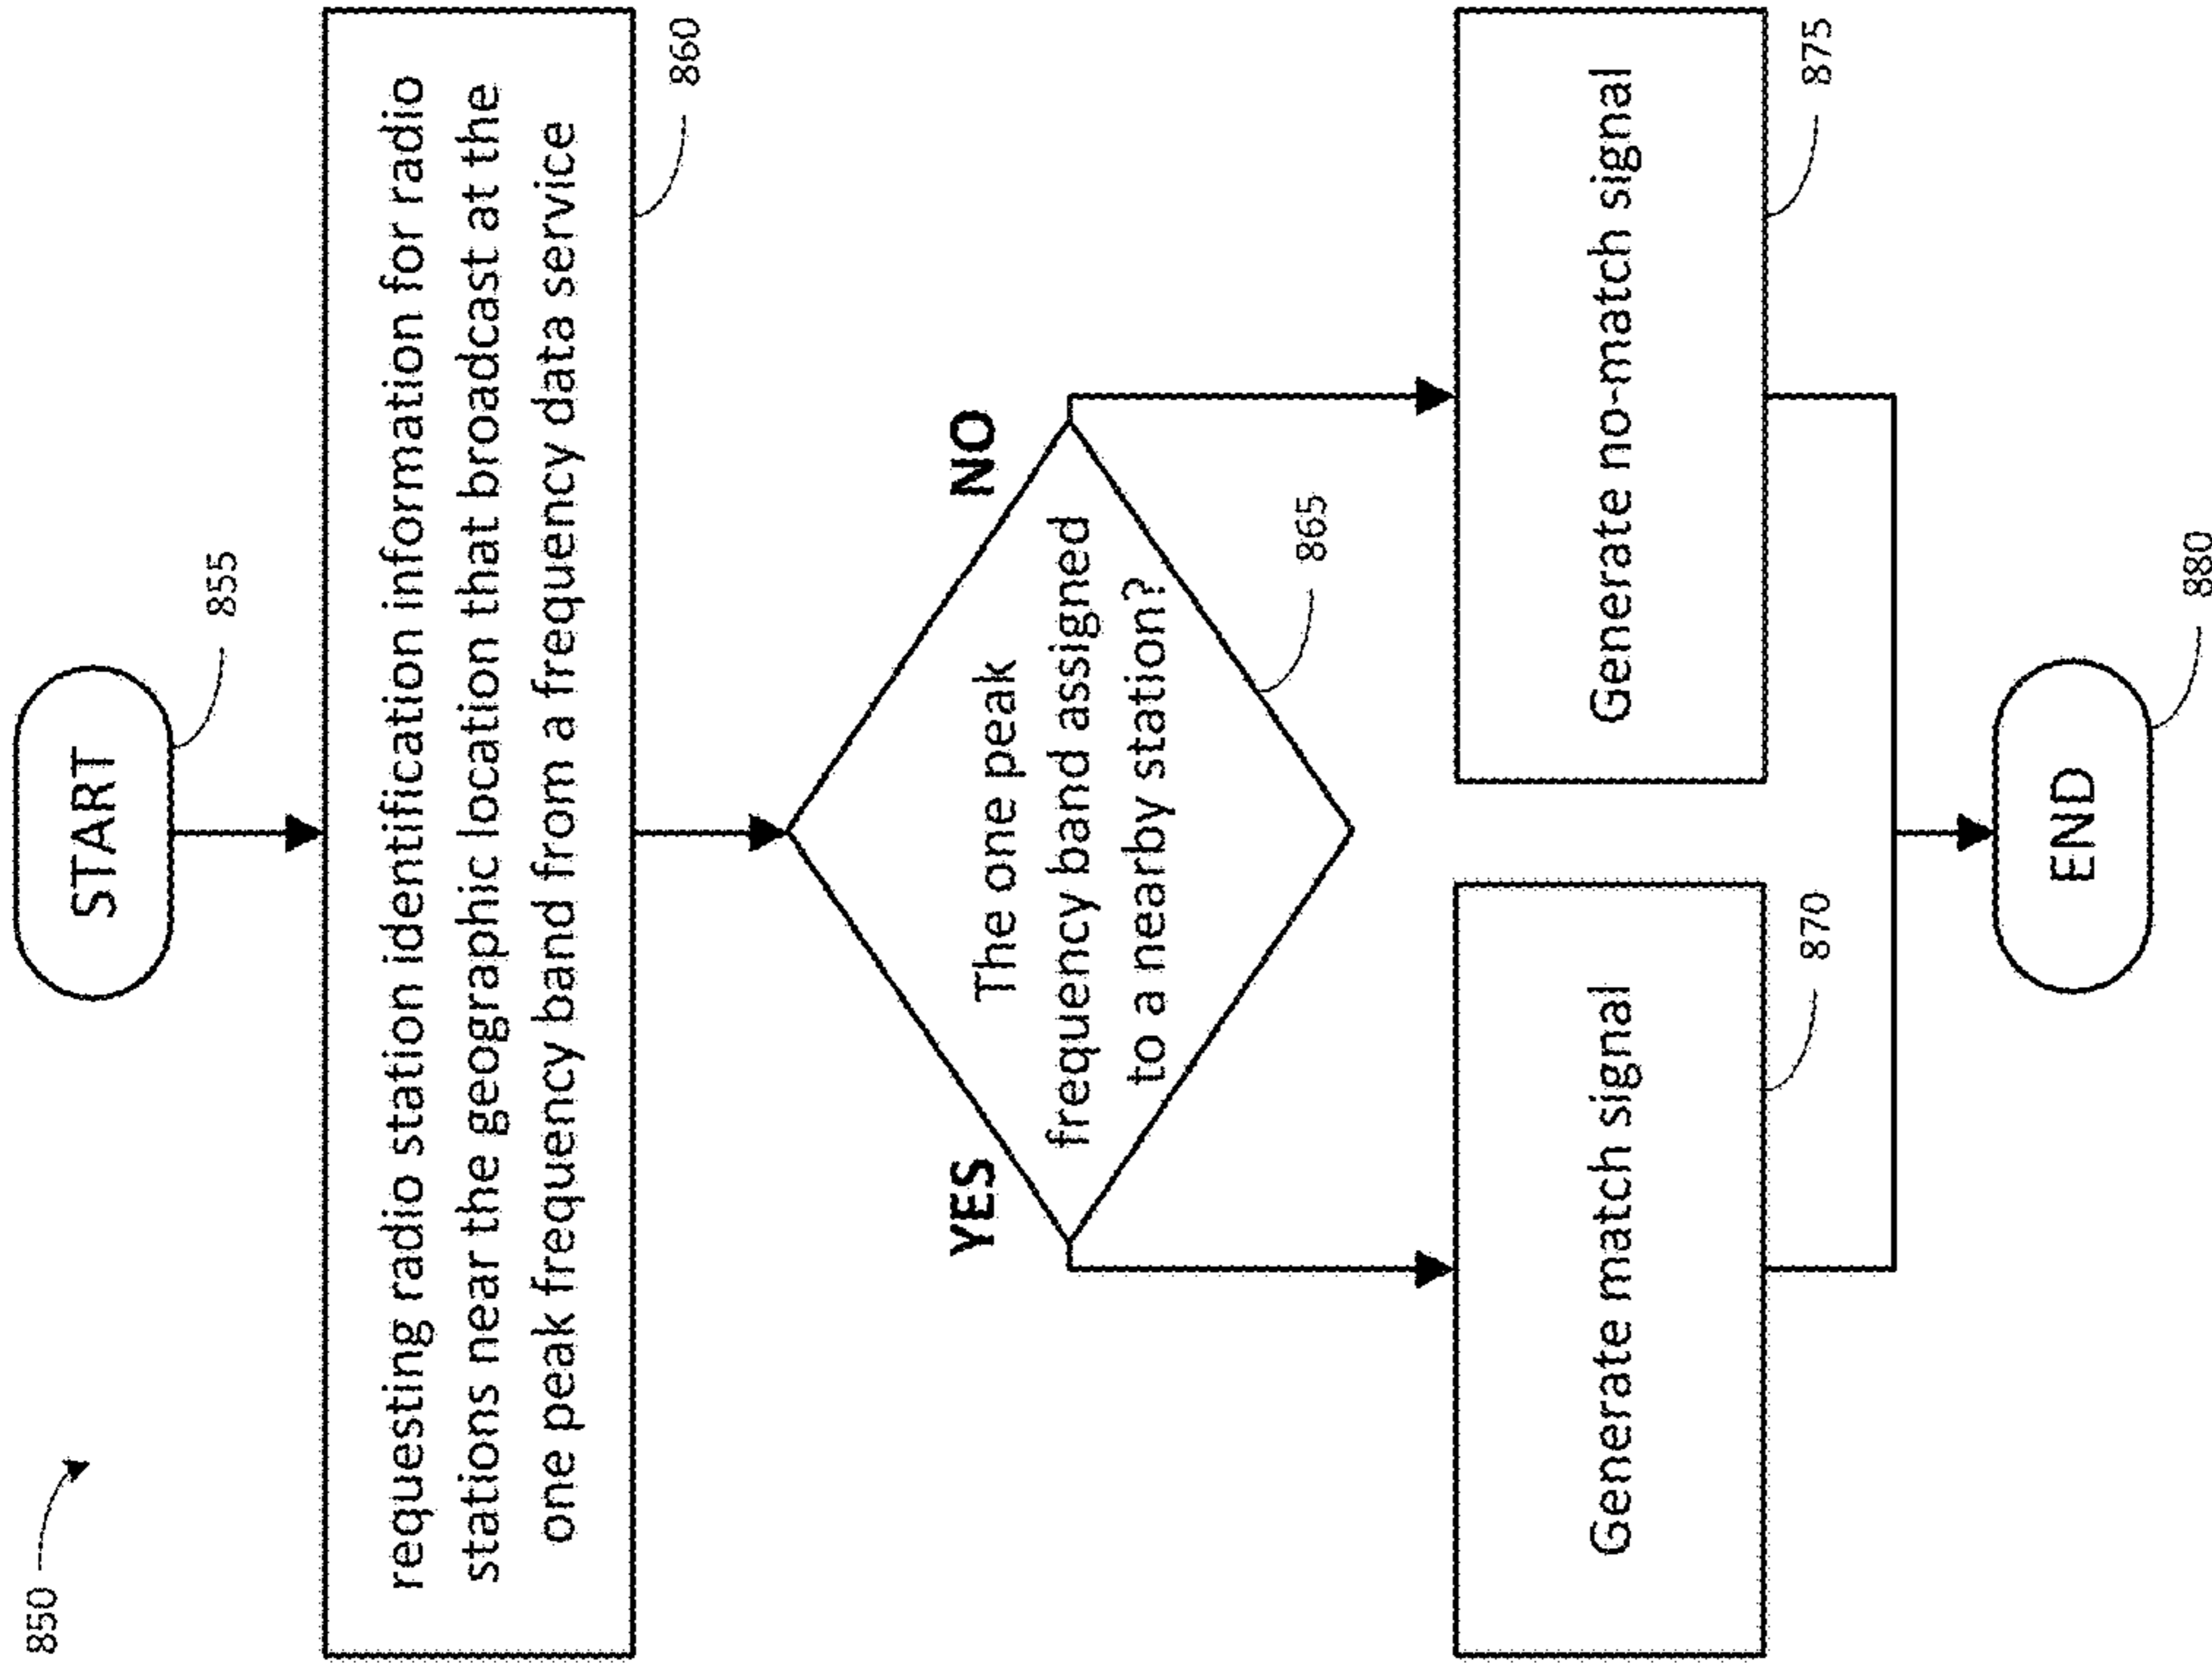 850
START
855
requesting radio station identification information for radio
stations near the geographic location that broadcast at the
one peak frequency band from a frequency data service
860
YES
NO
The one peak
frequency band assigned
to a nearby station?
865
Generate match signal
870
Generate no-match signal
875
END
880